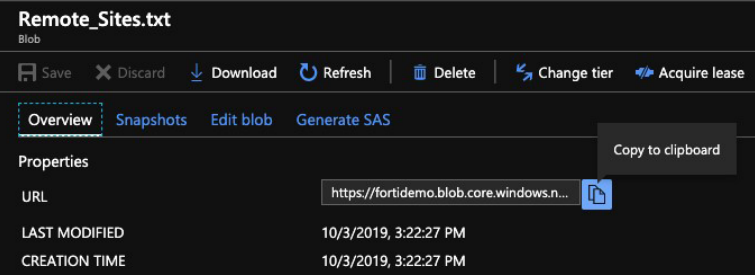 Remote_Sites.txt
Blob
Save Discard Download Refresh Delete Change tier Acquire lease
Overview Snapshots Edit blob Generate SAS
Copy to clipboard
Properties
URL https://fortidemo.blob.core.windows.n...
LAST MODIFIED 10/3/2019, 3:22:27 PM
CREATION TIME 10/3/2019, 3:22:27 PM